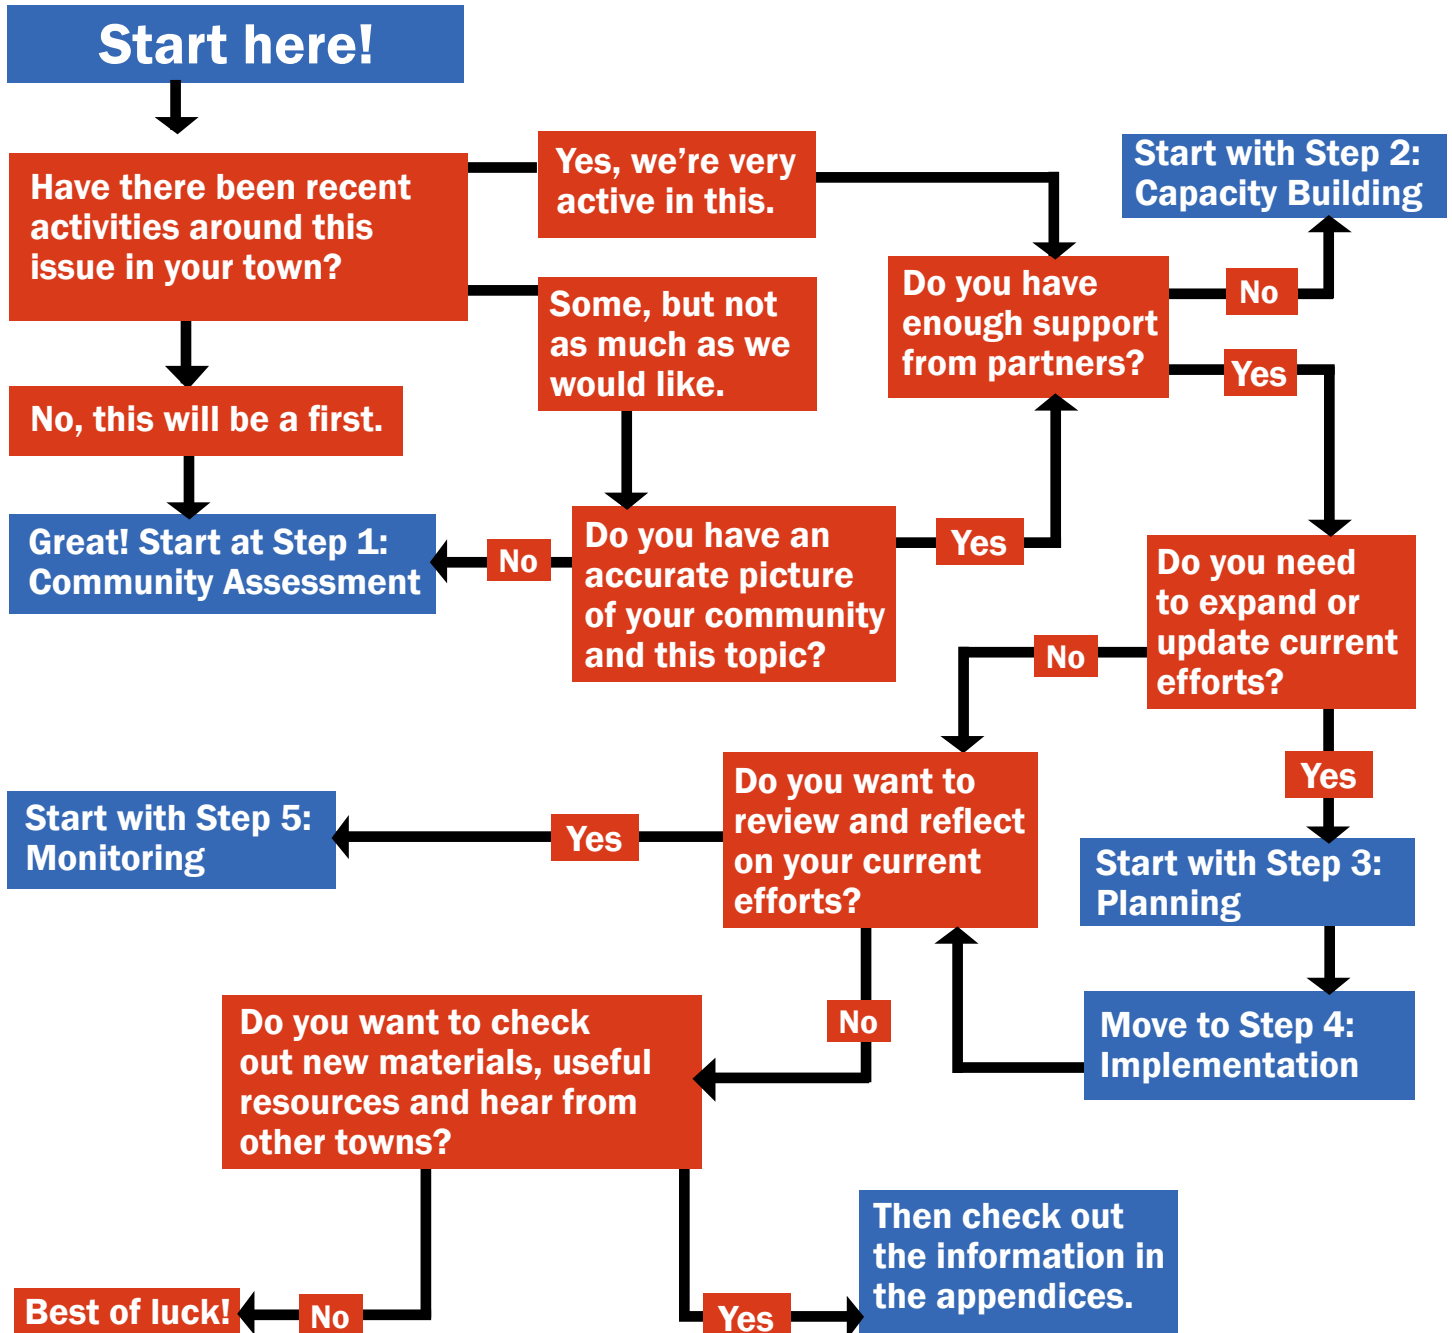 Start here!
Have there been recent
activities around this
issue in your town?
Yes, we’re very
active in this.
Some, but not
as much as we
would like.
No, this will be a first.
Great! Start at Step 1:
Community Assessment
No
Do you have an
accurate picture
of your community
and this topic?
Yes
Do you have
enough support
from partners?
No
Start with Step 2:
Capacity Building
Yes
Do you need
to expand or
update current
efforts?
No
Yes
Start with Step 3:
Planning
Move to Step 4:
Implementation
Do you want to
review and reflect
on your current
efforts?
Yes
Start with Step 5:
Monitoring
No
Do you want to check
out new materials, useful
resources and hear from
other towns?
No
Best of luck!
Yes
Then check out
the information in
the appendices.